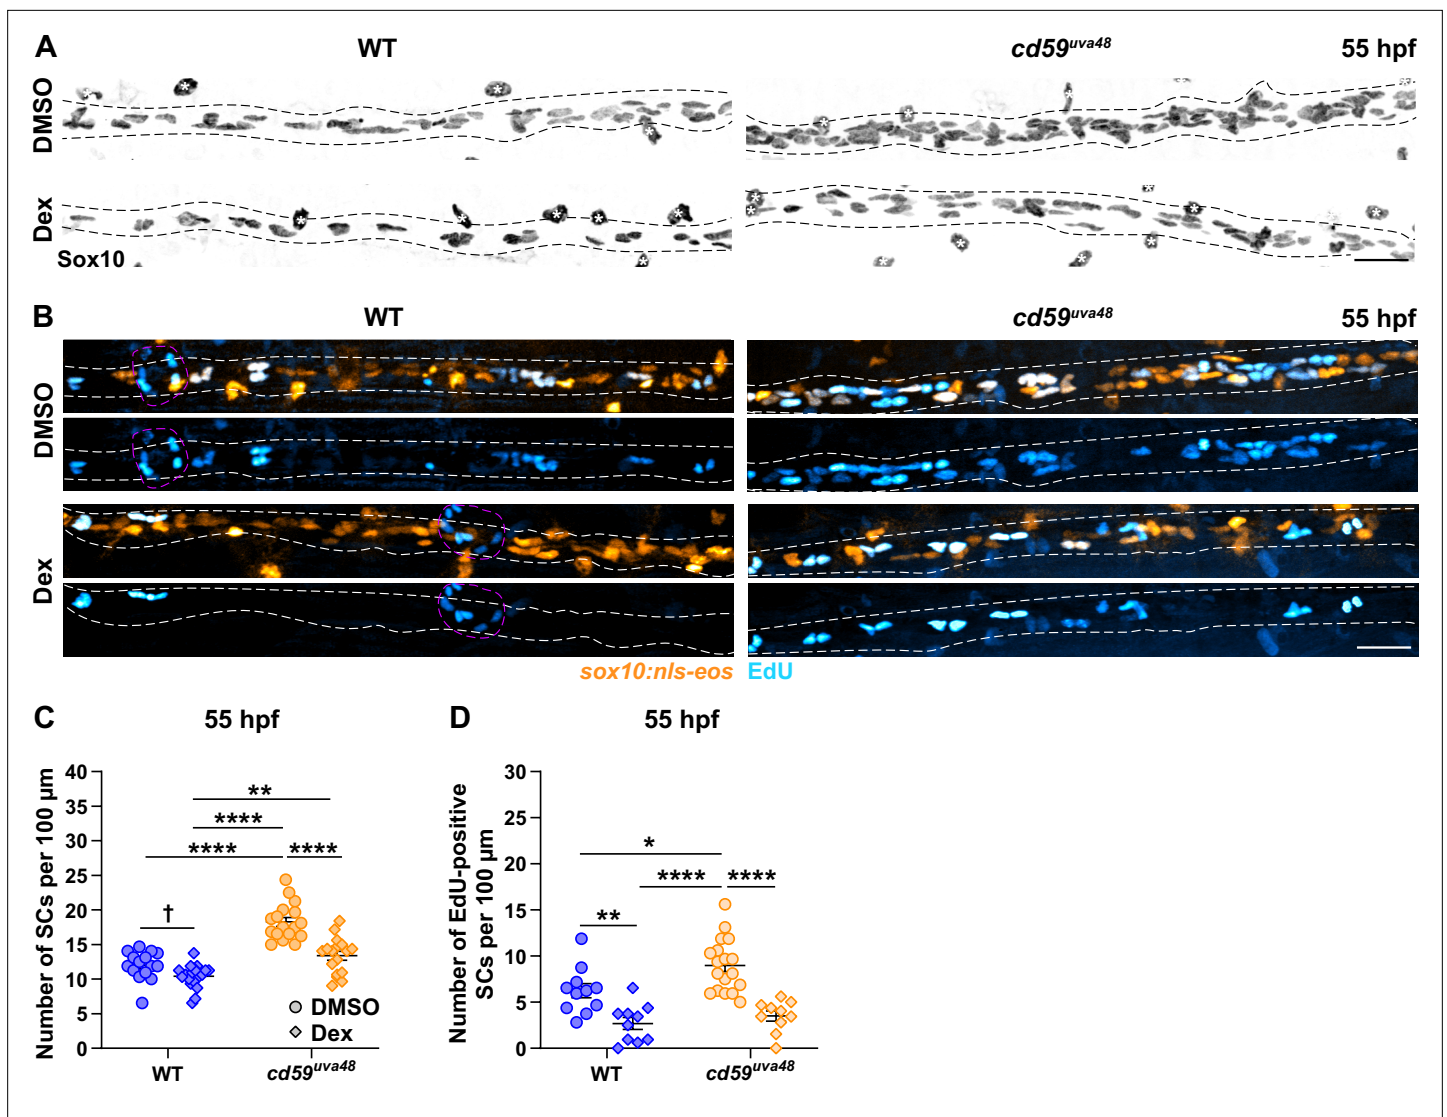 A
WT
cd59uva48
55 hpf
DMSO
Dex
Sox10
B
WT
cd59uva48
55 hpf
DMSO
Dex
sox10:nls-eos EdU
C
55 hpf
Number of SCs per 100 µm
40
35
30
25
20
15
10
5
0
**
****
**** ****
†
DMSO
Dex
WT
cd59uva48
D
55 hpf
Number of EdU-positive
SCs per 100 µm
30
25
20
15
10
5
0
*
**** ****
**
WT
cd59uva48